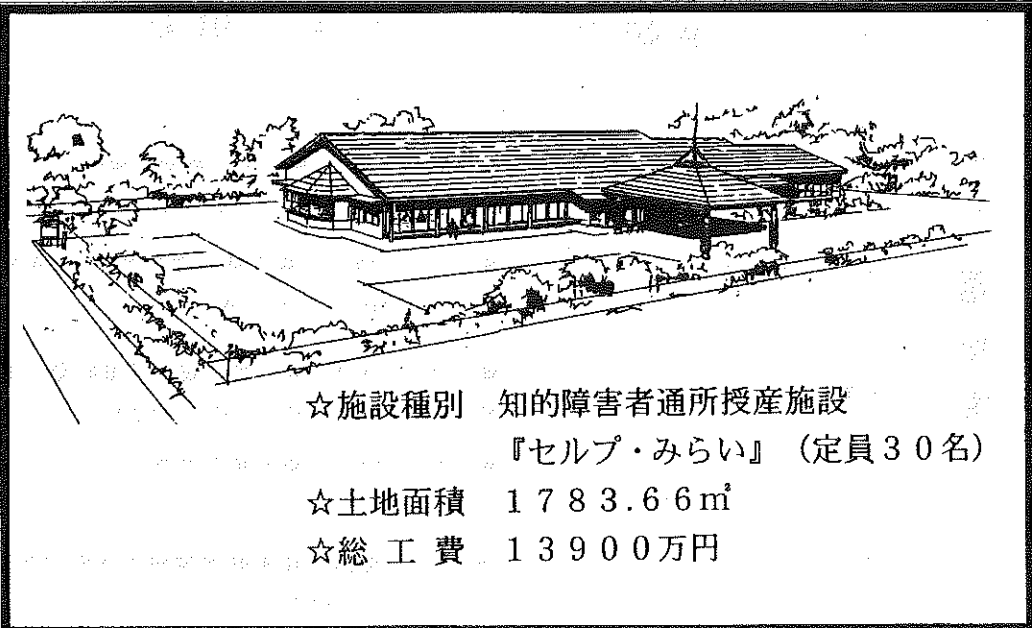 ☆施設種別　知的障害者通所授産施設
『セルプ・みらい』（定員３０名）
☆土地面積　１７８３.６６㎡
☆総 工 費　１３９００万円